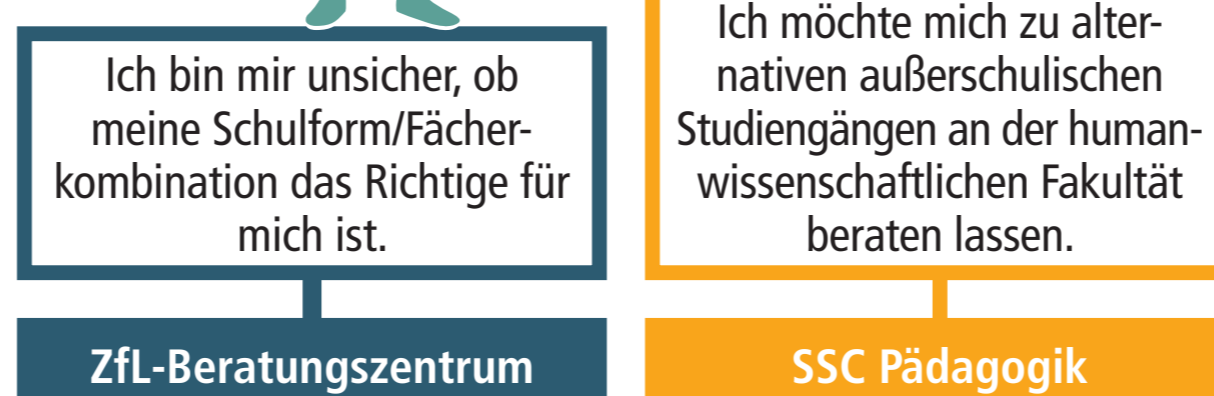 Ich bin mir unsicher, ob
meine Schulform/Fächer-
kombination das Richtige für
mich ist.
ZfL-Beratungszentrum
Ich möchte mich zu alter-
nativen außerschulischen
Studiengängen an der human-
wissenschaftlichen Fakultät
beraten lassen.
SSC Pädagogik